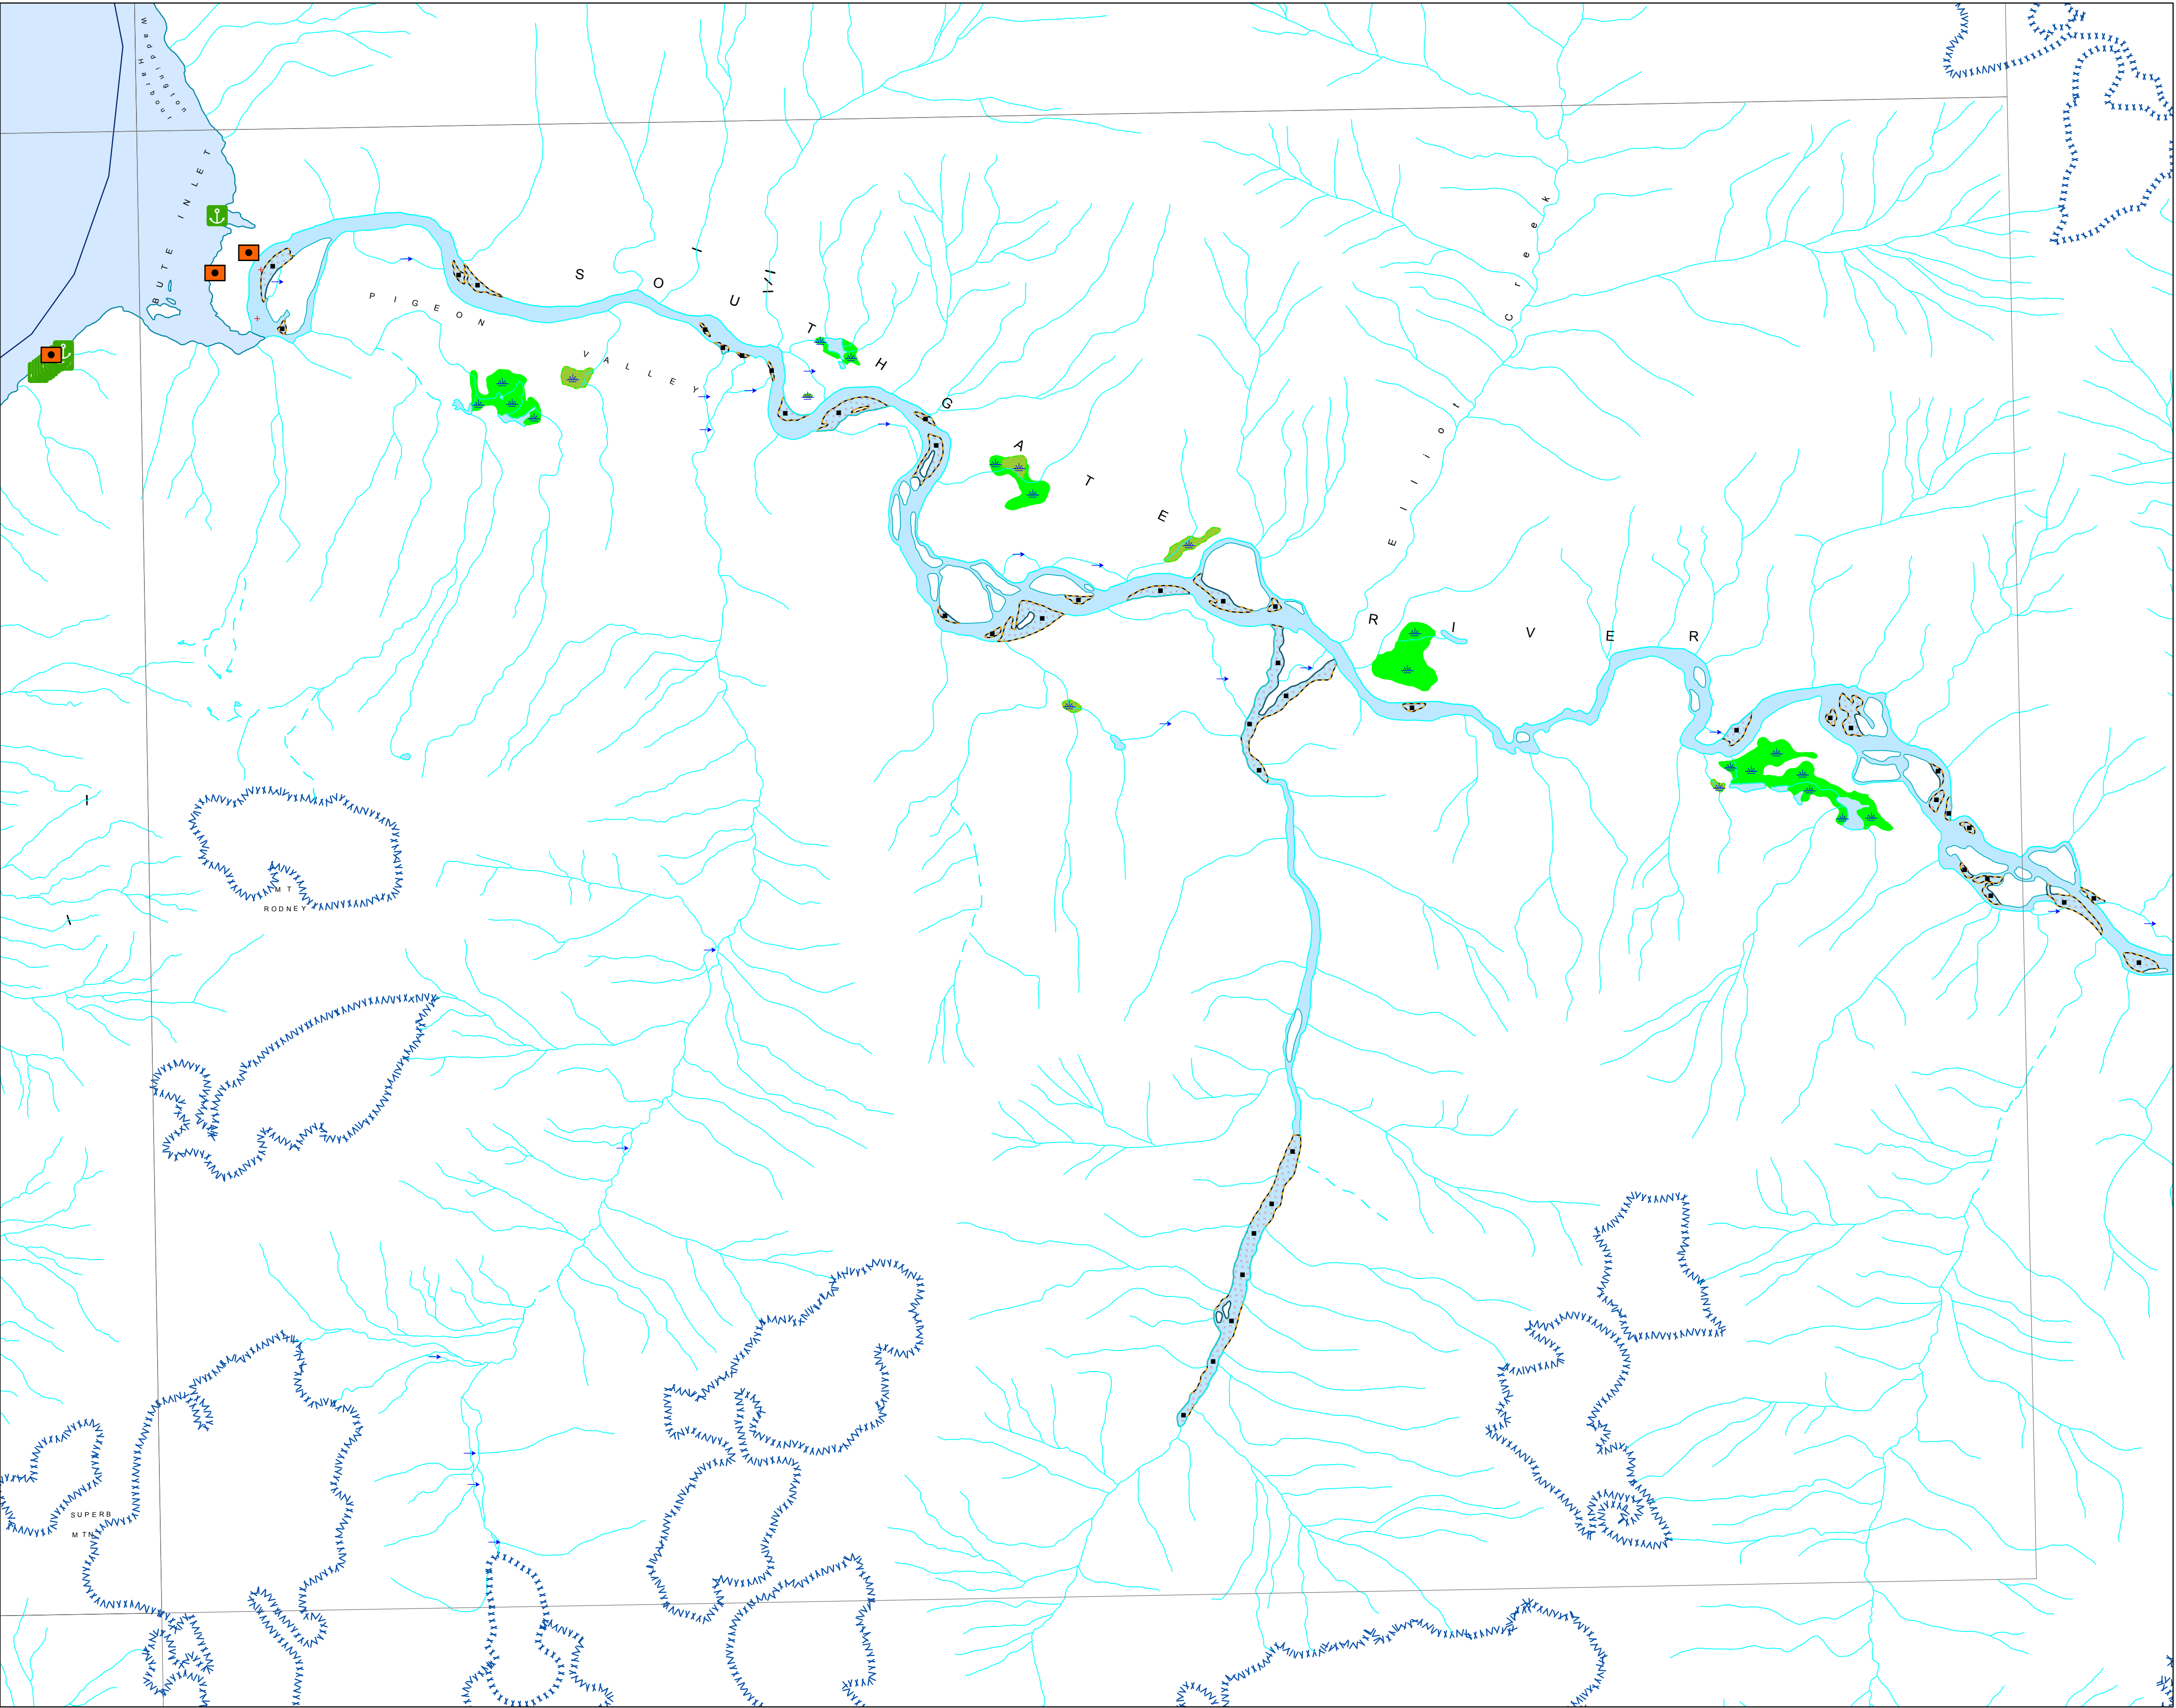 Waddington
Harbour
BUTE INLET
PIGEON
VALLEY
SOUTHGATE
RIVER
Elliot Creek
MT
RODNEY
SUPERB
MTN